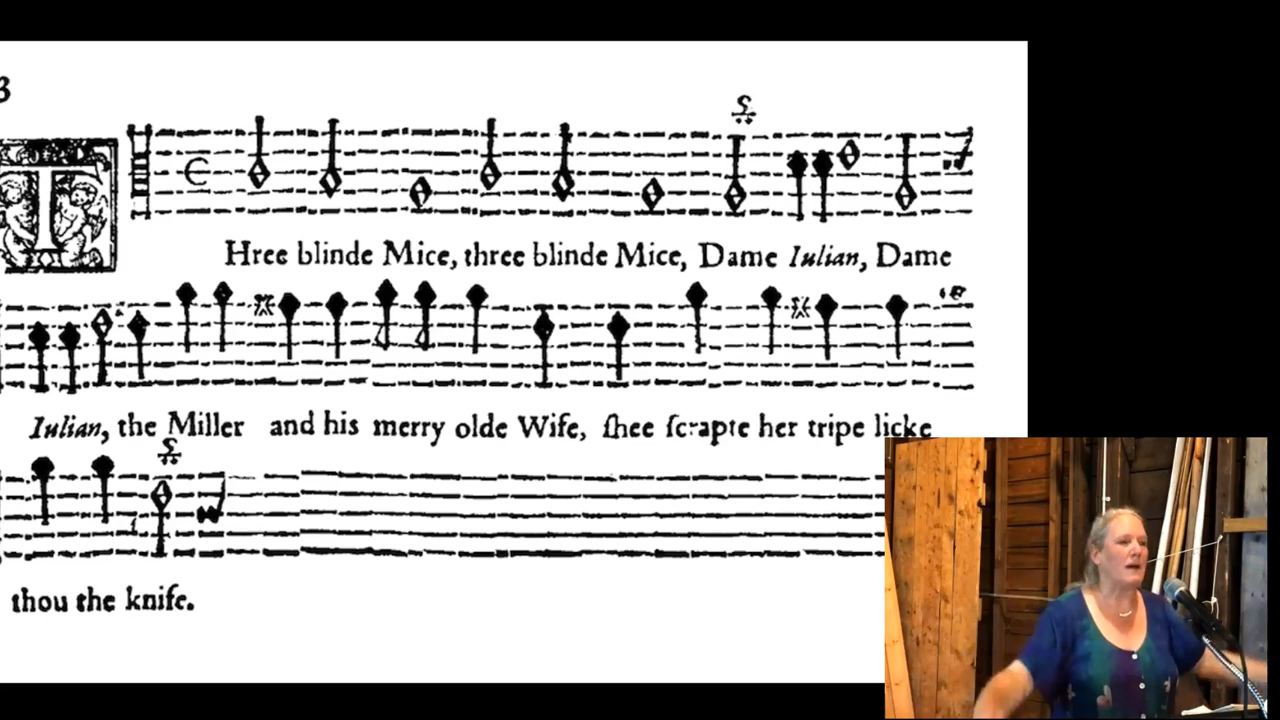 3
T
Hree blinde Mice, three blinde Mice, Dame Iulian, Dame
Iulian, the Miller and his merry olde Wife, ſhee ſcrapte her tripe licke
thou the knife.